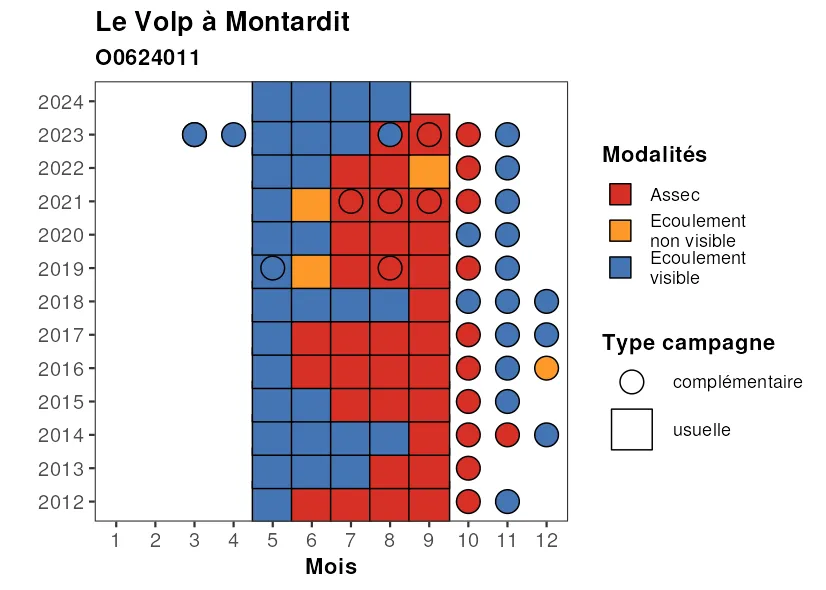 Le Volp à Montardit
O0624011
2024
2023
2022
2021
2020
2019
2018
2017
2016
2015
2014
2013
2012
1 2 3 4 5 6 7 8 9 10 11 12
Mois
Modalités
Assec
Ecoulement
non visible
Ecoulement
visible
Type campagne
complémentaire
usuelle